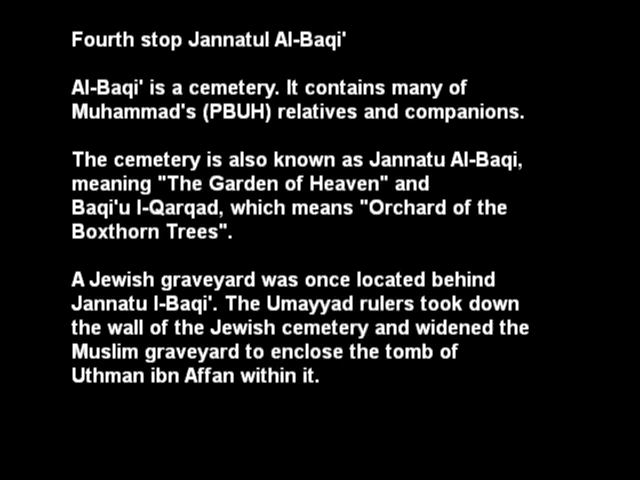 Fourth stop Jannatul Al-Baqi'
Al-Baqi' is a cemetery. It contains many of
Muhammad's (PBUH) relatives and companions.
The cemetery is also known as Jannatu Al-Baqi,
meaning "The Garden of Heaven" and
Baqi'u l-Qarqad, which means "Orchard of the
Boxthorn Trees".
A Jewish graveyard was once located behind
Jannatu l-Baqi'. The Umayyad rulers took down
the wall of the Jewish cemetery and widened the
Muslim graveyard to enclose the tomb of
Uthman ibn Affan within it.